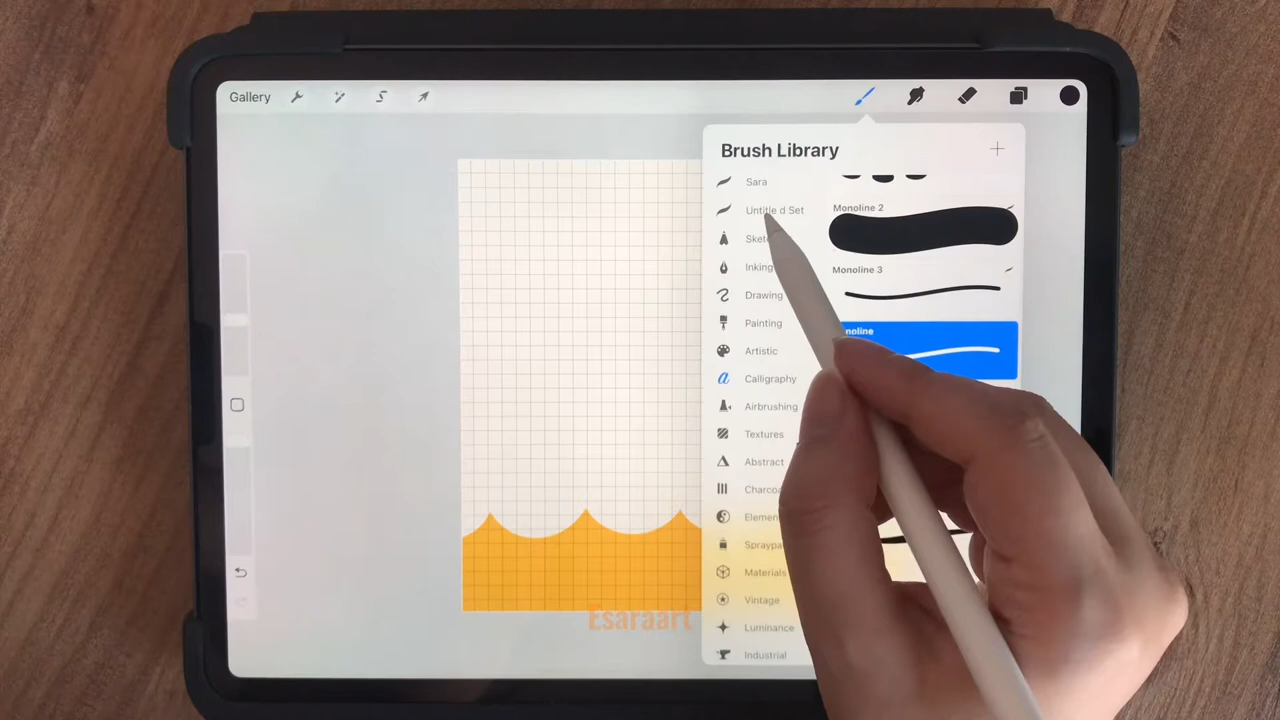 Gallery
Brush Library
Sara
Untitle d Set
Monoline 2
Inking
Monoline 3
Drawing
Painting
Artistic
Calligraphy
Airbrushing
Textures
Abstract
Materials
Vintage
Esaraart
Luminance
Industrial